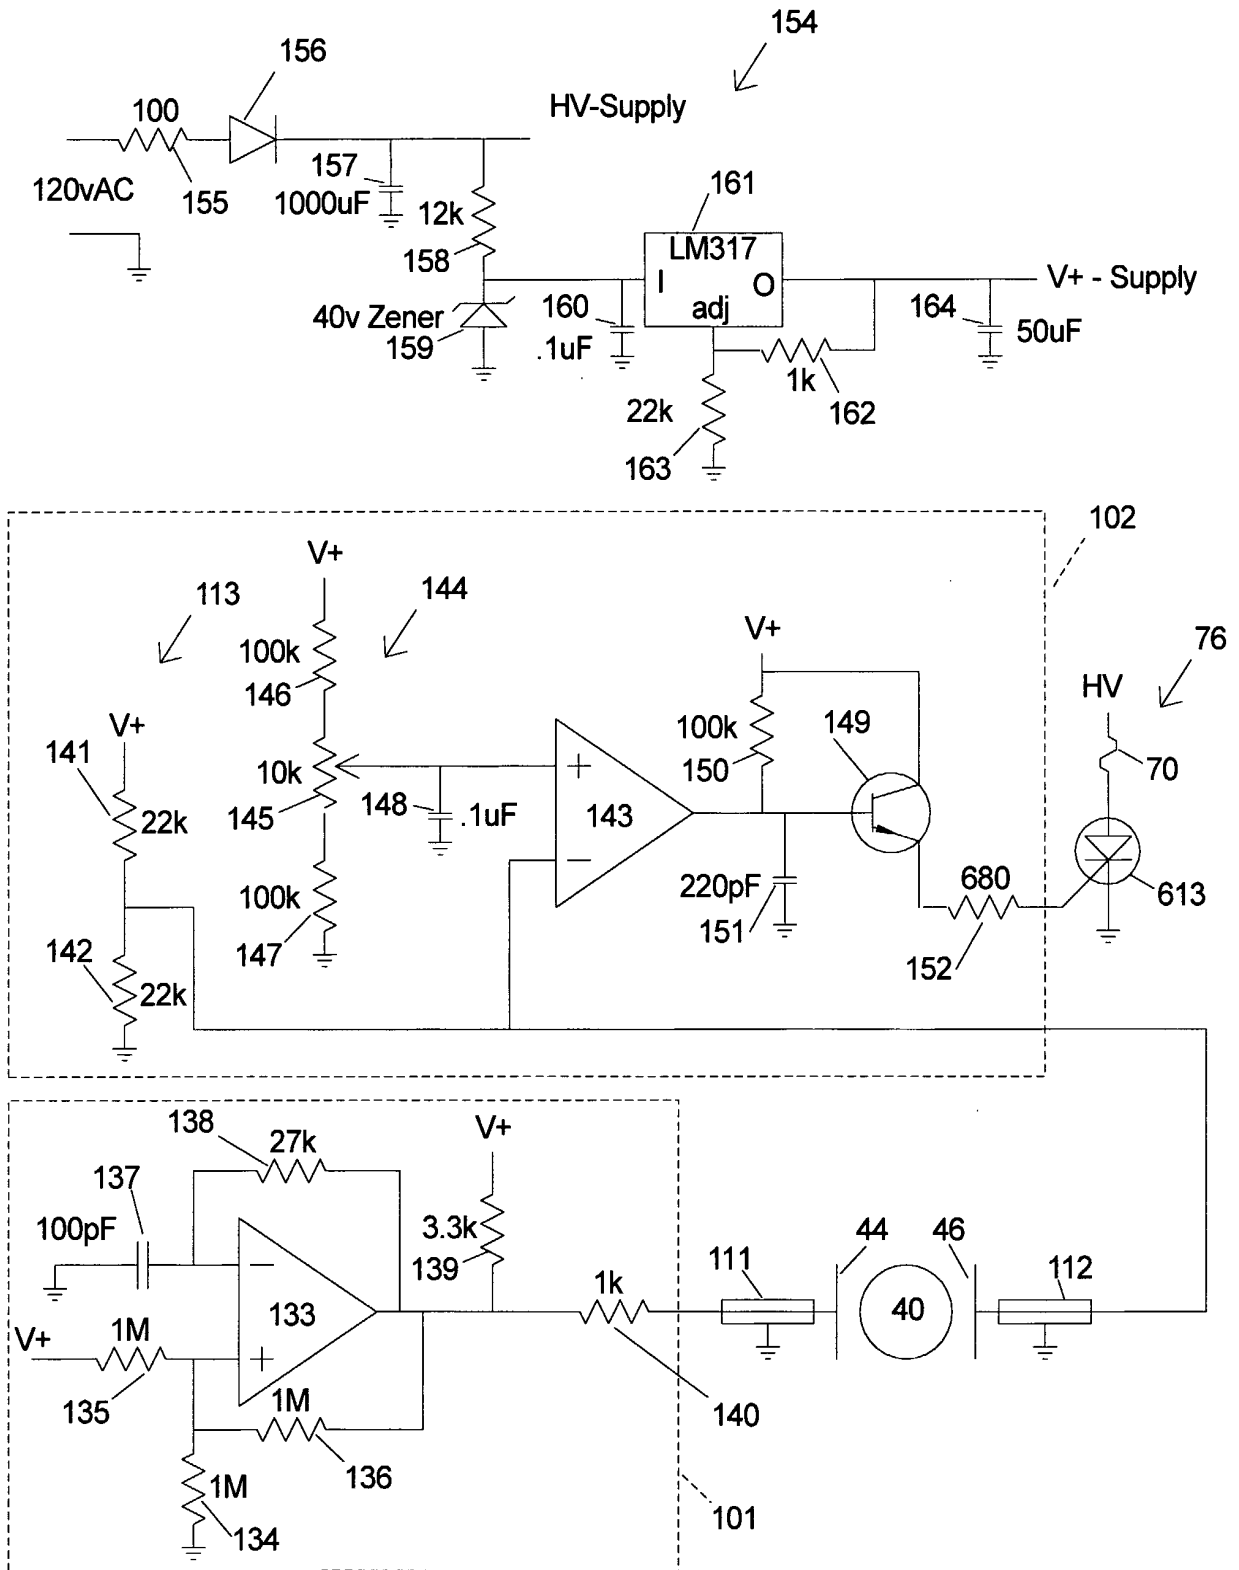 154
156
HV-Supply
100
157
161
120vAC
155
1000uF
12k
LM317
158
I
O
V+ - Supply
adj
160
164
40v Zener
159
.1uF
50uF
1k
22k
162
163
102
V+
113
144
V+
76
100k
146
HV
V+
149
141
100k
10k
150
70
148
145
.1uF
+
143
22k
−
220pF
680
613
100k
151
142
147
152
22k
138
27k
V+
137
44
46
100pF
3.3k
139
111
112
−
1k
133
40
V+
1M
+
135
1M
140
136
1M
101
134